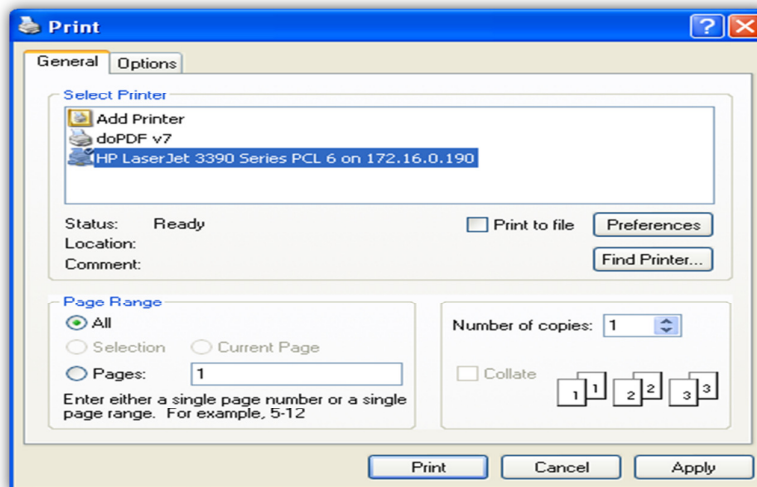 Print
General Options
Select Printer
Add Printer
doPDF v7
HP LaserJet 3390 Series PCL 6 on 172.16.0.190
Status: Ready
Print to file
Preferences
Location:
Comment:
Find Printer...
Page Range
All
Selection Current Page
Pages: 1
Enter either a single page number or a single
page range. For example, 5-12
Number of copies: 1
Collate
1 1 2 2 3 3
Print Cancel Apply